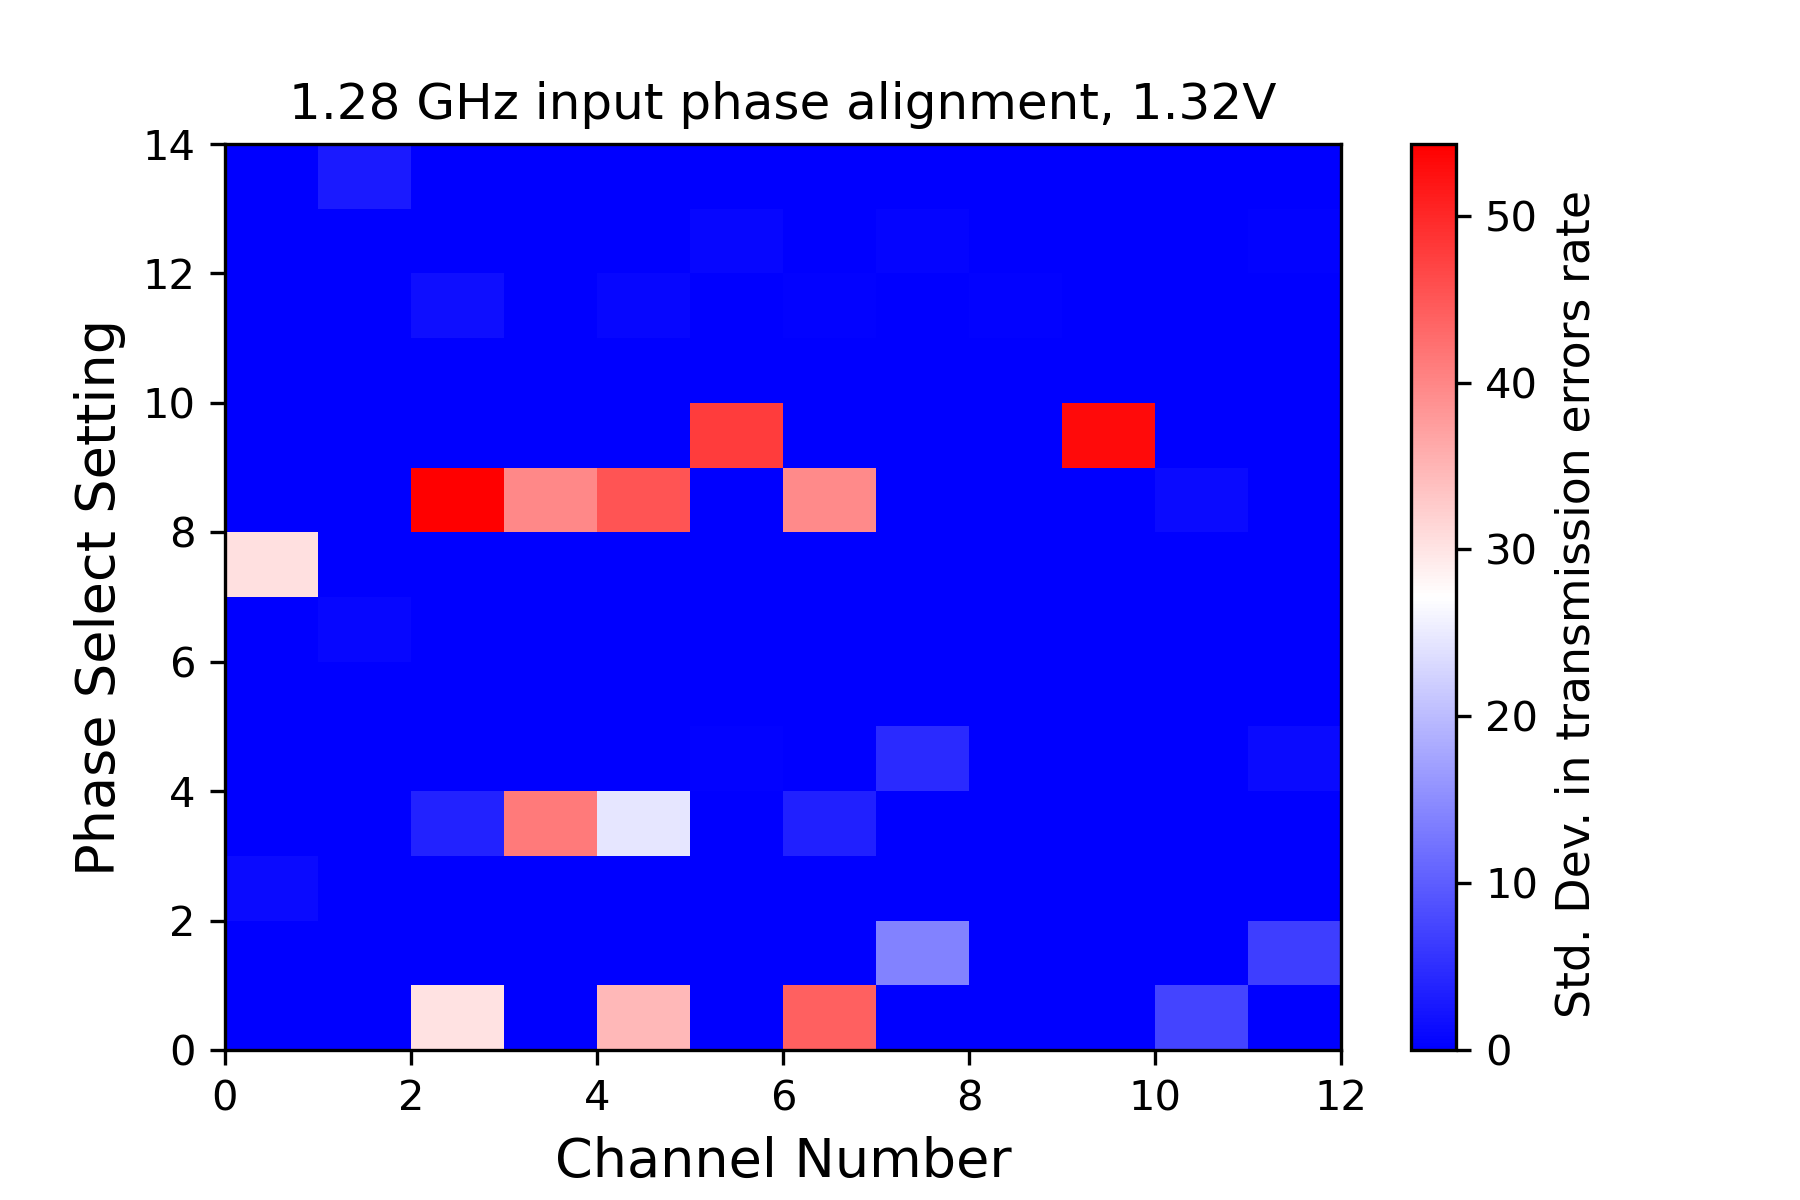 1.28 GHz input phase alignment, 1.32V
14
12
10
8
6
4
2
0
Phase Select Setting
0 2 4 6 8 10 12
Channel Number
50
40
30
20
10
0
Std. Dev. in transmission errors rate